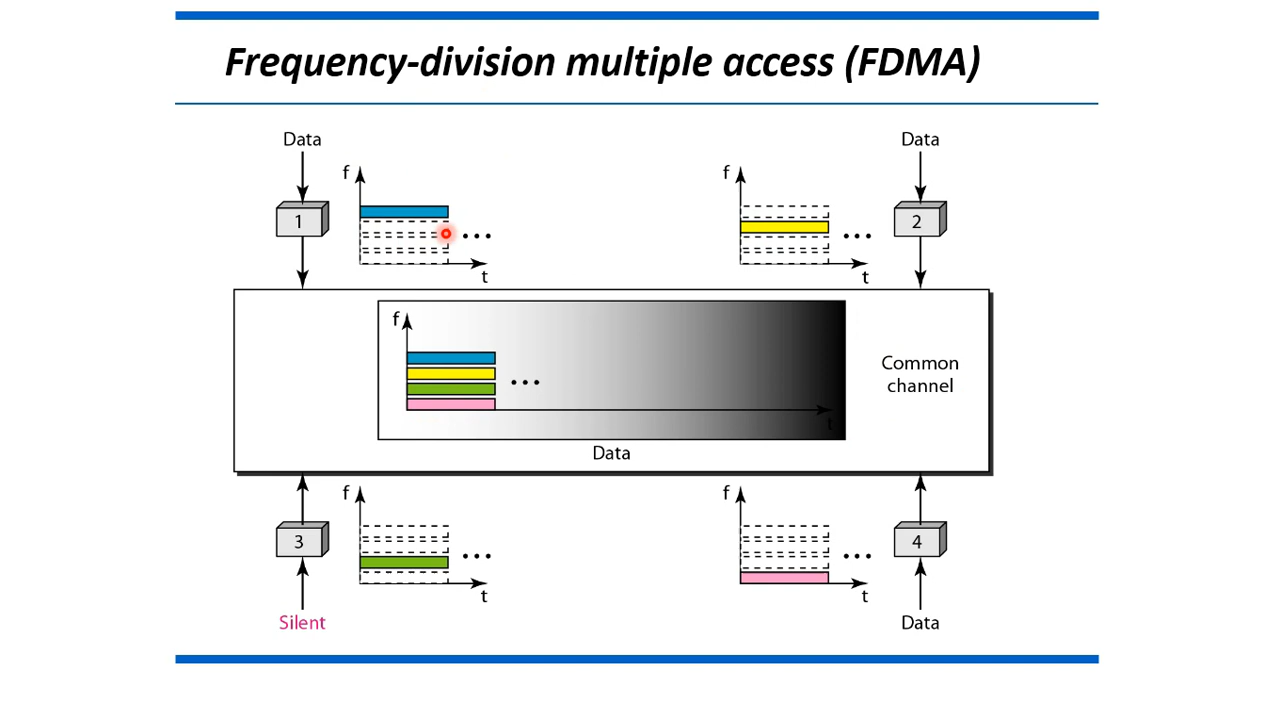 Frequency-division multiple access (FDMA)
Data
Data
f
f
1
2
...
...
t
t
f
Common
channel
...
t
Data
f
f
3
4
...
...
t
t
Silent
Data